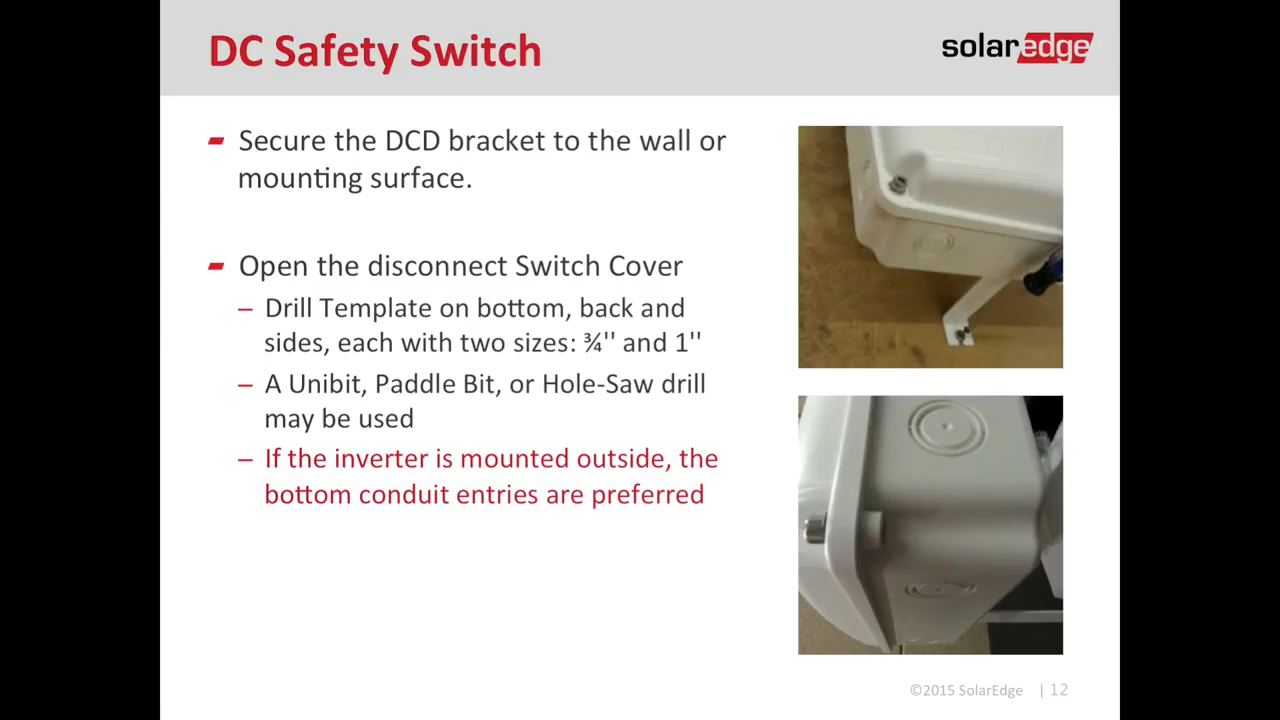 DC Safety Switch
solaredge
Secure the DCD bracket to the wall or
mounting surface.
Open the disconnect Switch Cover
– Drill Template on bottom, back and
sides, each with two sizes: ¾'' and 1''
– A Unibit, Paddle Bit, or Hole-Saw drill
may be used
– If the inverter is mounted outside, the
bottom conduit entries are preferred
©2015 SolarEdge | 12